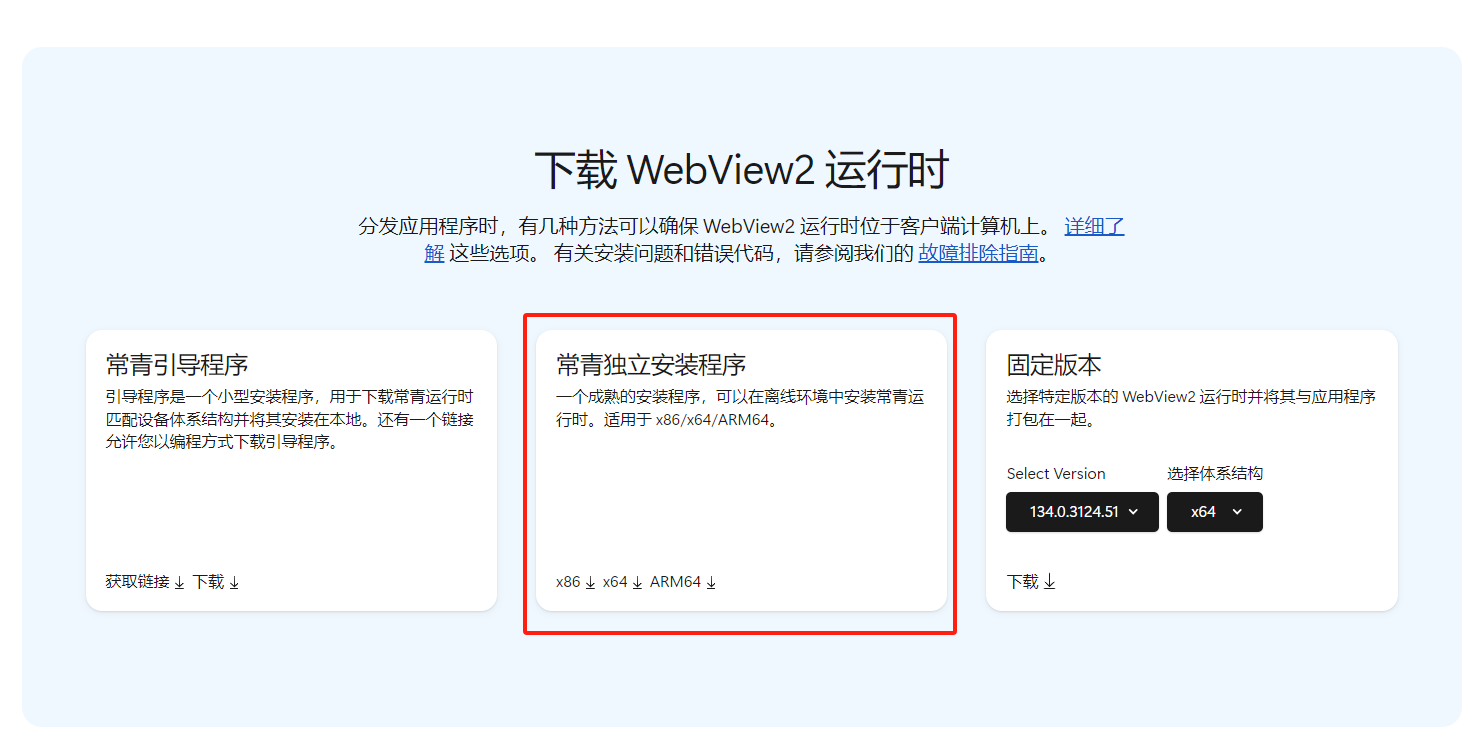 下载 WebView2 运行时
分发应用程序时，有几种方法可以确保 WebView2 运行时位于客户端计算机上。 详细了
解 这些选项。 有关安装问题和错误代码，请参阅我们的 故障排除指南。
常青引导程序
引导程序是一个小型安装程序，用于下载常青运行时
匹配设备体系结构并将其安装在本地。还有一个链接
允许您以编程方式下载引导程序。
获取链接 下载
常青独立安装程序
一个成熟的安装程序，可以在离线环境中安装常青运
行时。适用于 x86/x64/ARM64。
x86 x64 ARM64
固定版本
选择特定版本的 WebView2 运行时并将其与应用程序
打包在一起。
Select Version 选择体系结构
134.0.3124.51 x64
下载